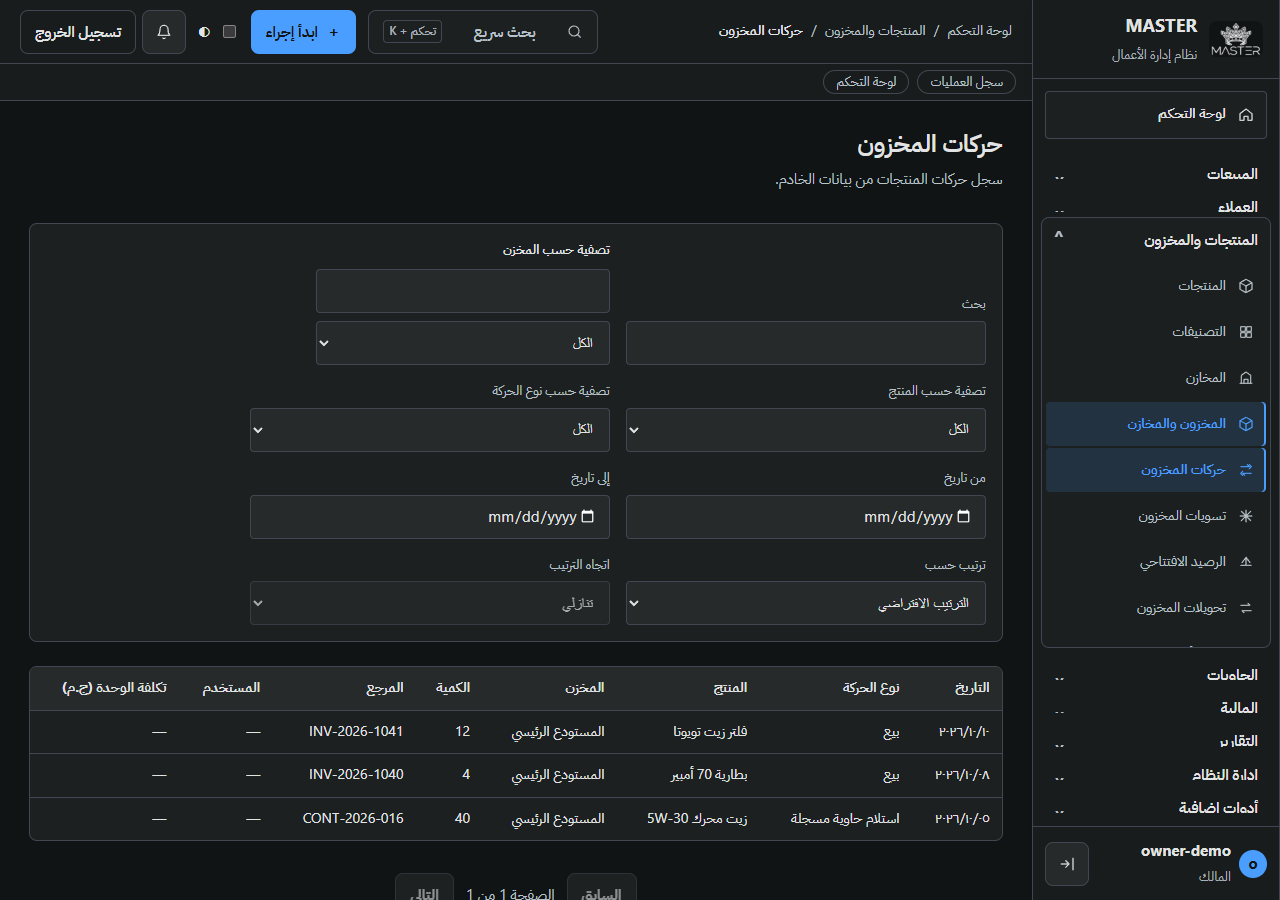 MASTER
نظام إدارة الأعمال
MASTER
لوحة التحكم
المبيعات
العملاء
المنتجات والمخزون
المنتجات
التصنيفات
المخازن
المخزون والمخازن
حركات المخزون
تسويات المخزون
الرصيد الافتتاحي
تحويلات المخزون
الحاويات
المالية
التقارير
إدارة النظام
أدوات إضافية
owner-demo
المالك
o
لوحة التحكم / المنتجات والمخزون / حركات المخزون
بحث سريع
تحكم + K
+ ابدأ إجراء
تسجيل الخروج
سجل العمليات
لوحة التحكم
حركات المخزون
سجل حركات المنتجات من بيانات الخادم.
بحث
تصفية حسب المخزن
الكل
تصفية حسب المنتج
تصفية حسب نوع الحركة
الكل
الكل
من تاريخ
إلى تاريخ
mm/dd/yyyy
mm/dd/yyyy
ترتيب حسب
اتجاه الترتيب
الترتيب الافتراضي
تنازلي
التاريخ نوع الحركة المنتج المخزن المرجع الكمية المستخدم تكلفة الوحدة (ج.م)
٢٠٢٦/١٠/١٠ بيع فلتر زيت تويوتا المستودع الرئيسي 12 INV-2026-1041 — —
٢٠٢٦/١٠/٠٨ بيع بطارية 70 أمبير المستودع الرئيسي 4 INV-2026-1040 — —
٢٠٢٦/١٠/٠٥ استلام حاوية مسجلة زيت محرك 5W-30 المستودع الرئيسي 40 CONT-2026-016 — —
السابق
الصفحة 1 من 1
التالي